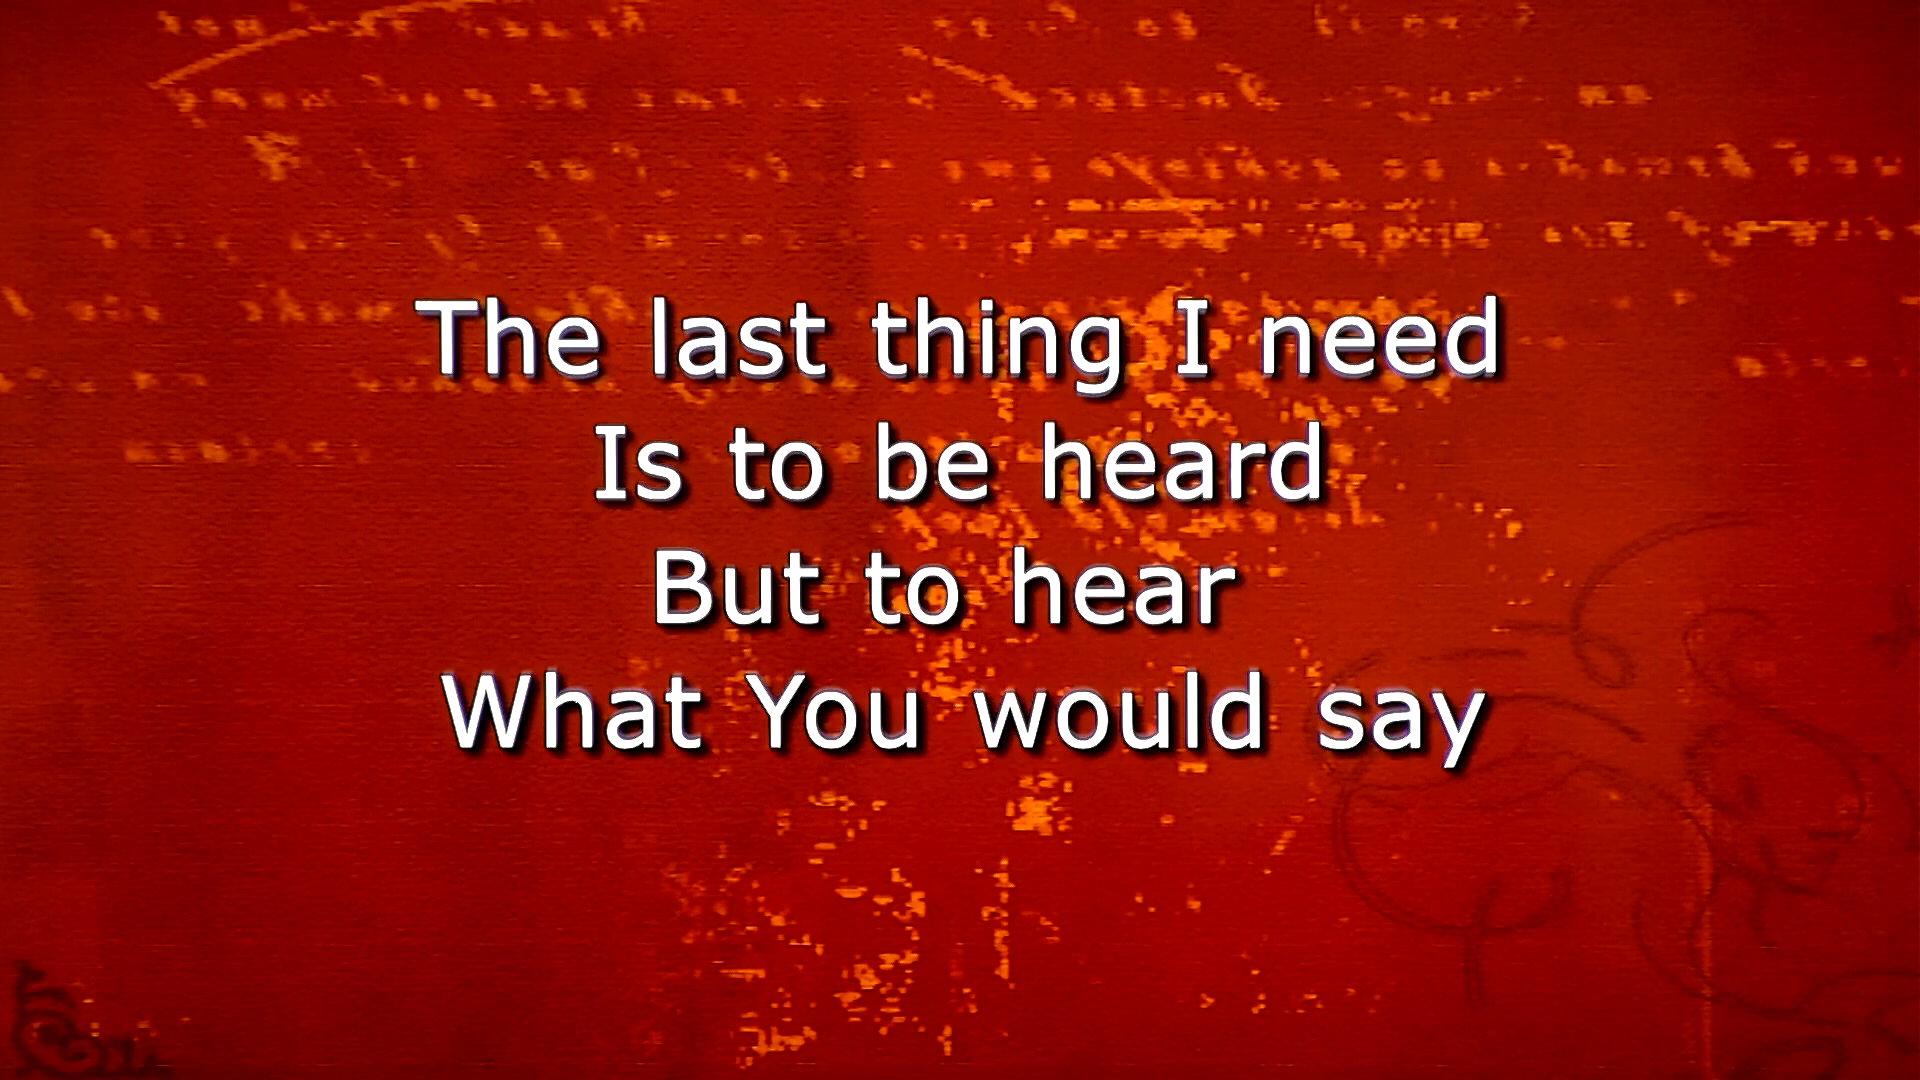 The last thing I need
Is to be heard
But to hear
What You would say